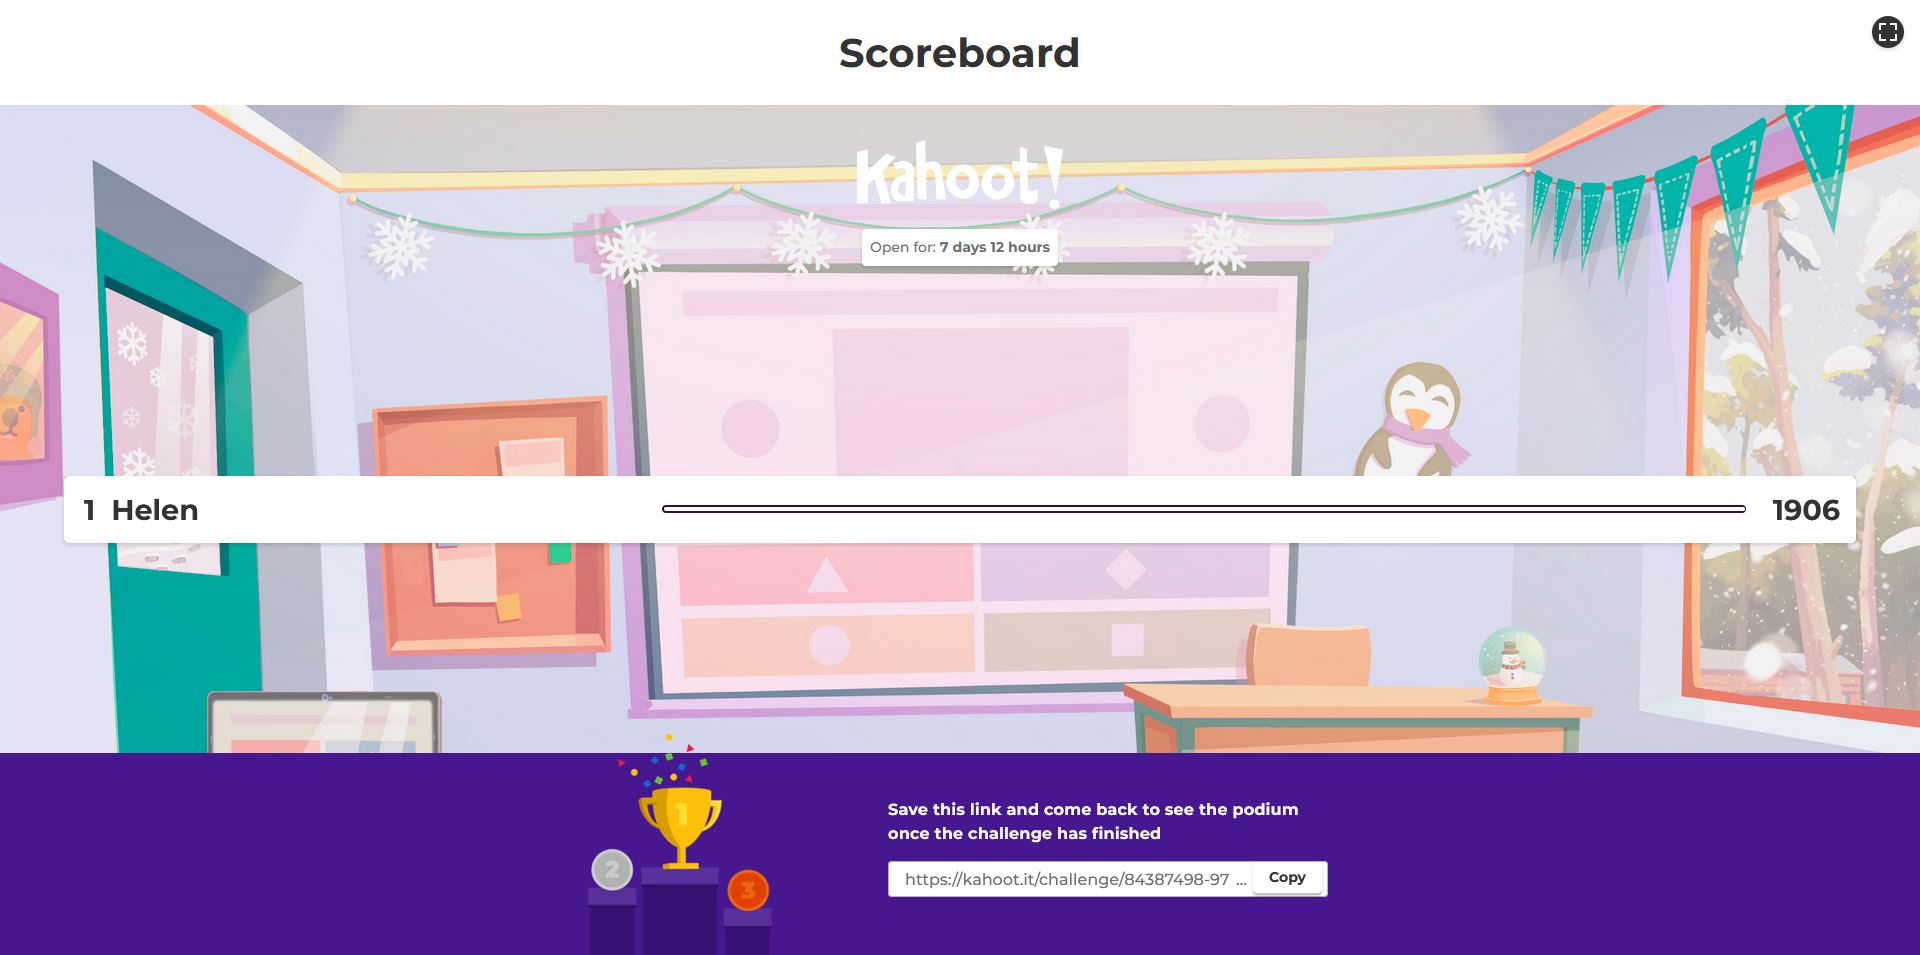 Scoreboard
Kahoot!
Open for: 7 days 12 hours
1 Helen 1906
1
2
3
Save this link and come back to see the podium
once the challenge has finished
https://kahoot.it/challenge/84387498-97 ... Copy